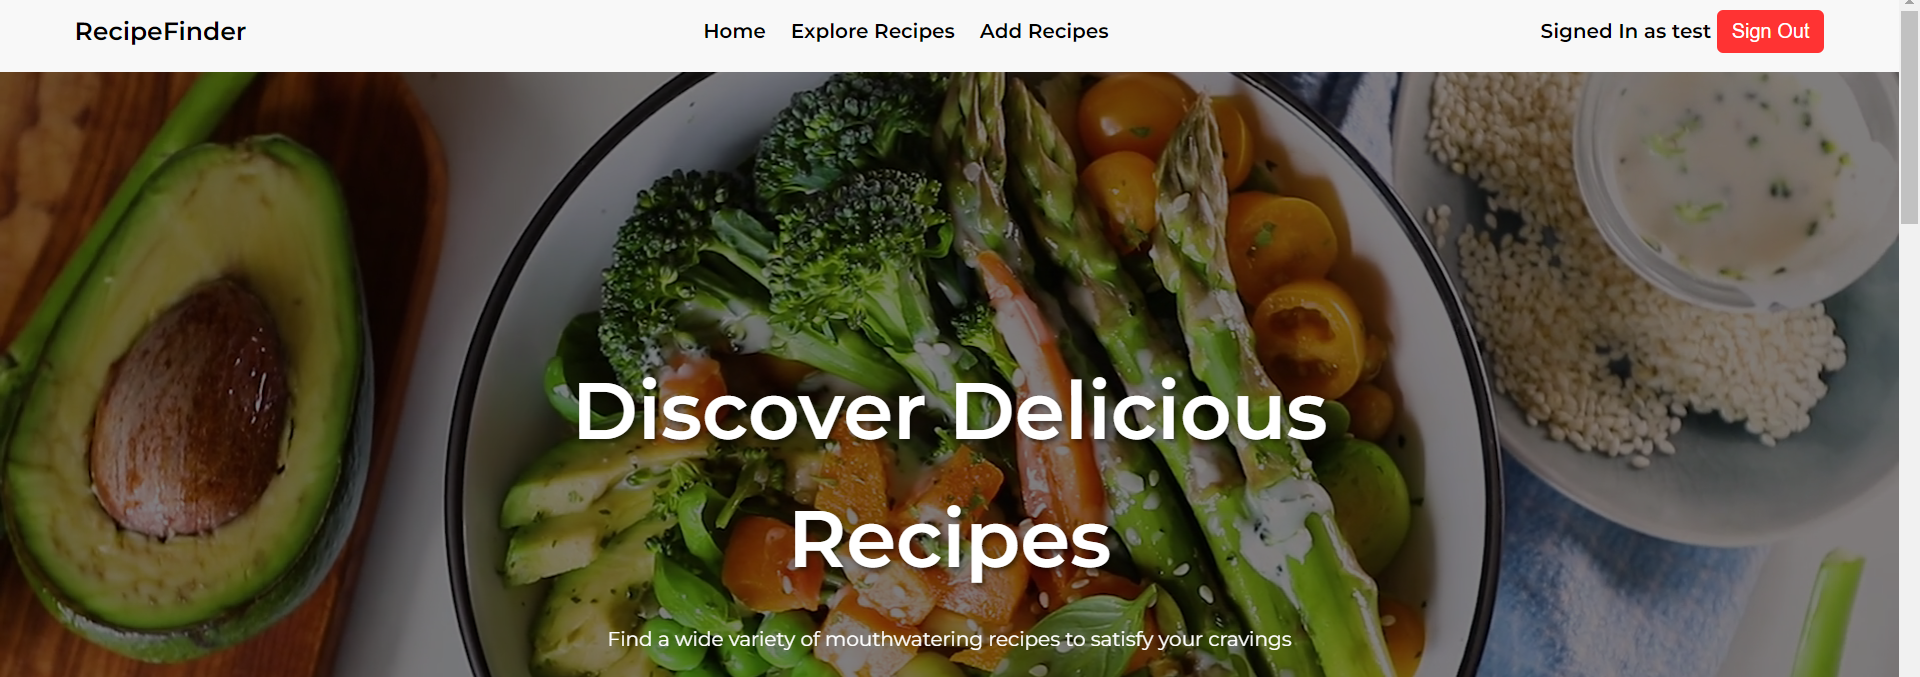 RecipeFinder
Home Explore Recipes Add Recipes
Signed In as test Sign Out
Discover Delicious
Recipes
Find a wide variety of mouthwatering recipes to satisfy your cravings